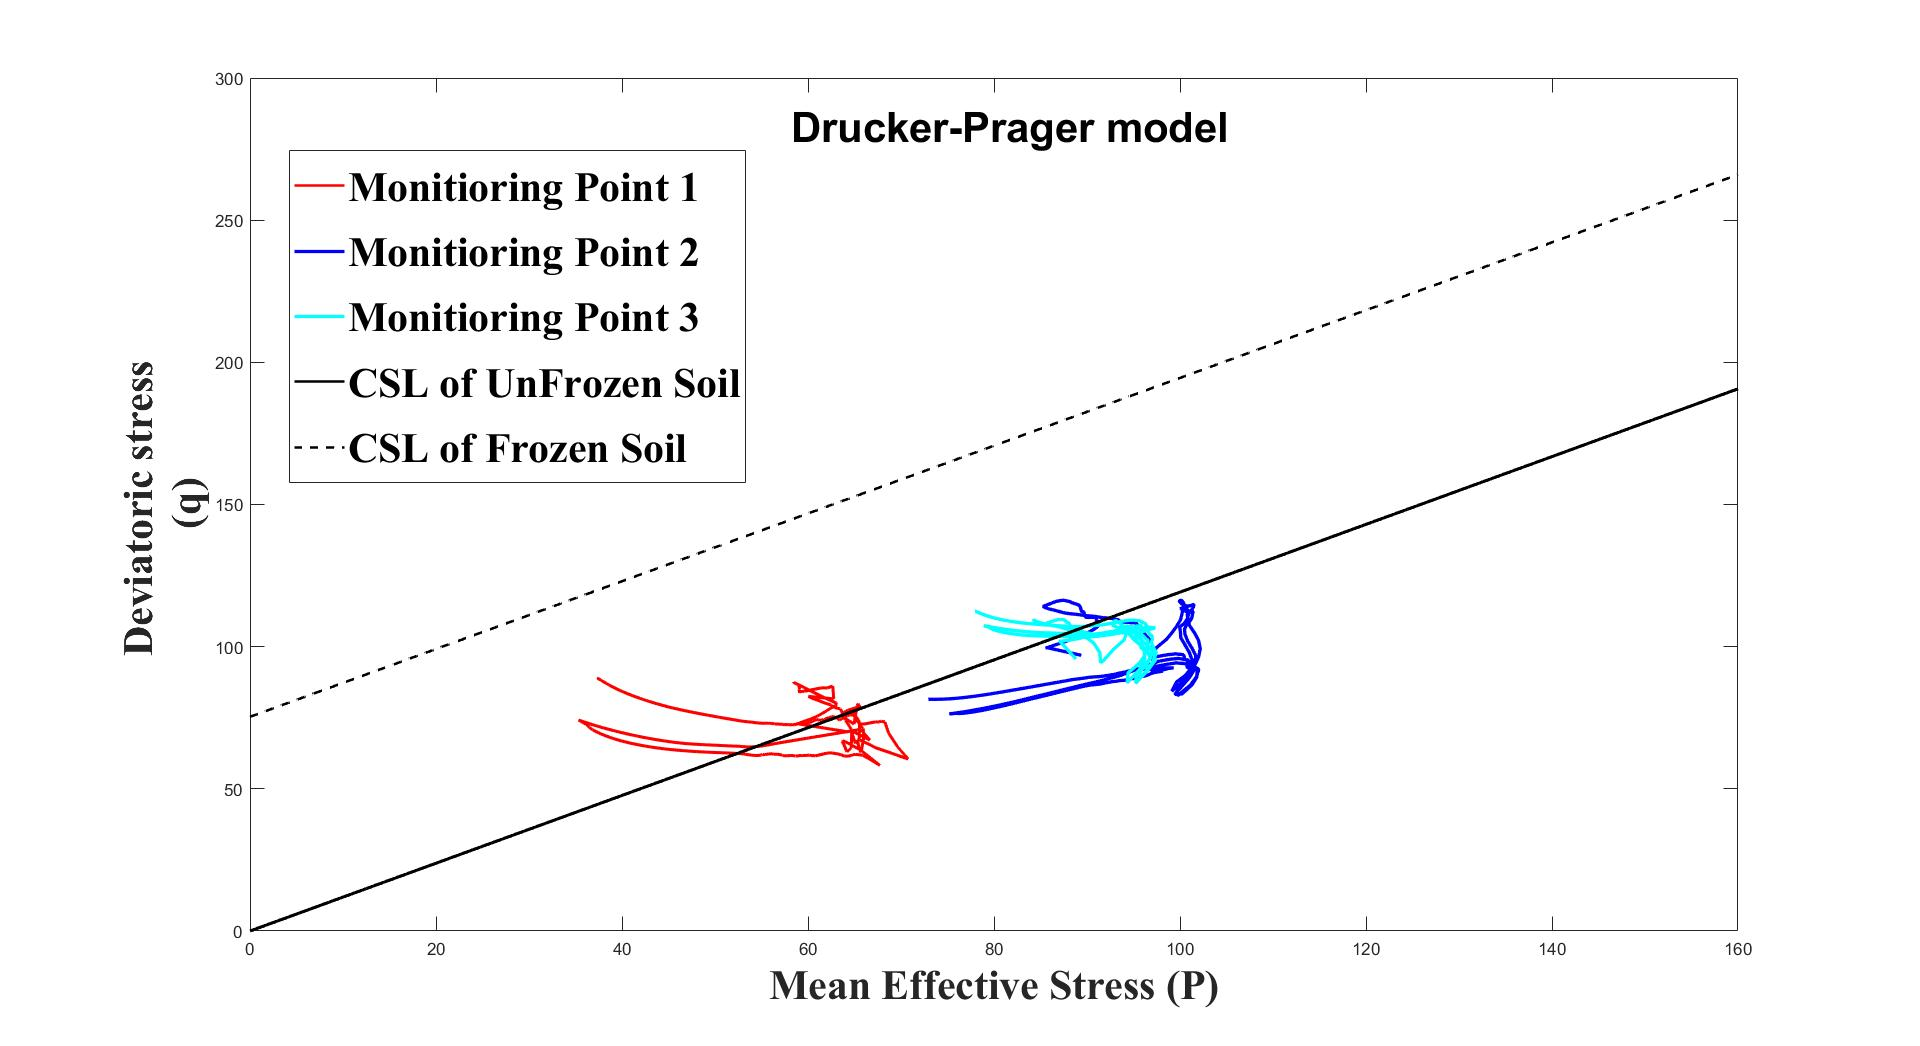 Drucker-Prager model
Monitioring Point 1
Monitioring Point 2
Monitioring Point 3
CSL of UnFrozen Soil
CSL of Frozen Soil
Deviatoric stress
(q)
300
250
200
150
100
50
0
0 20 40 60 80 100 120 140 160
Mean Effective Stress (P)